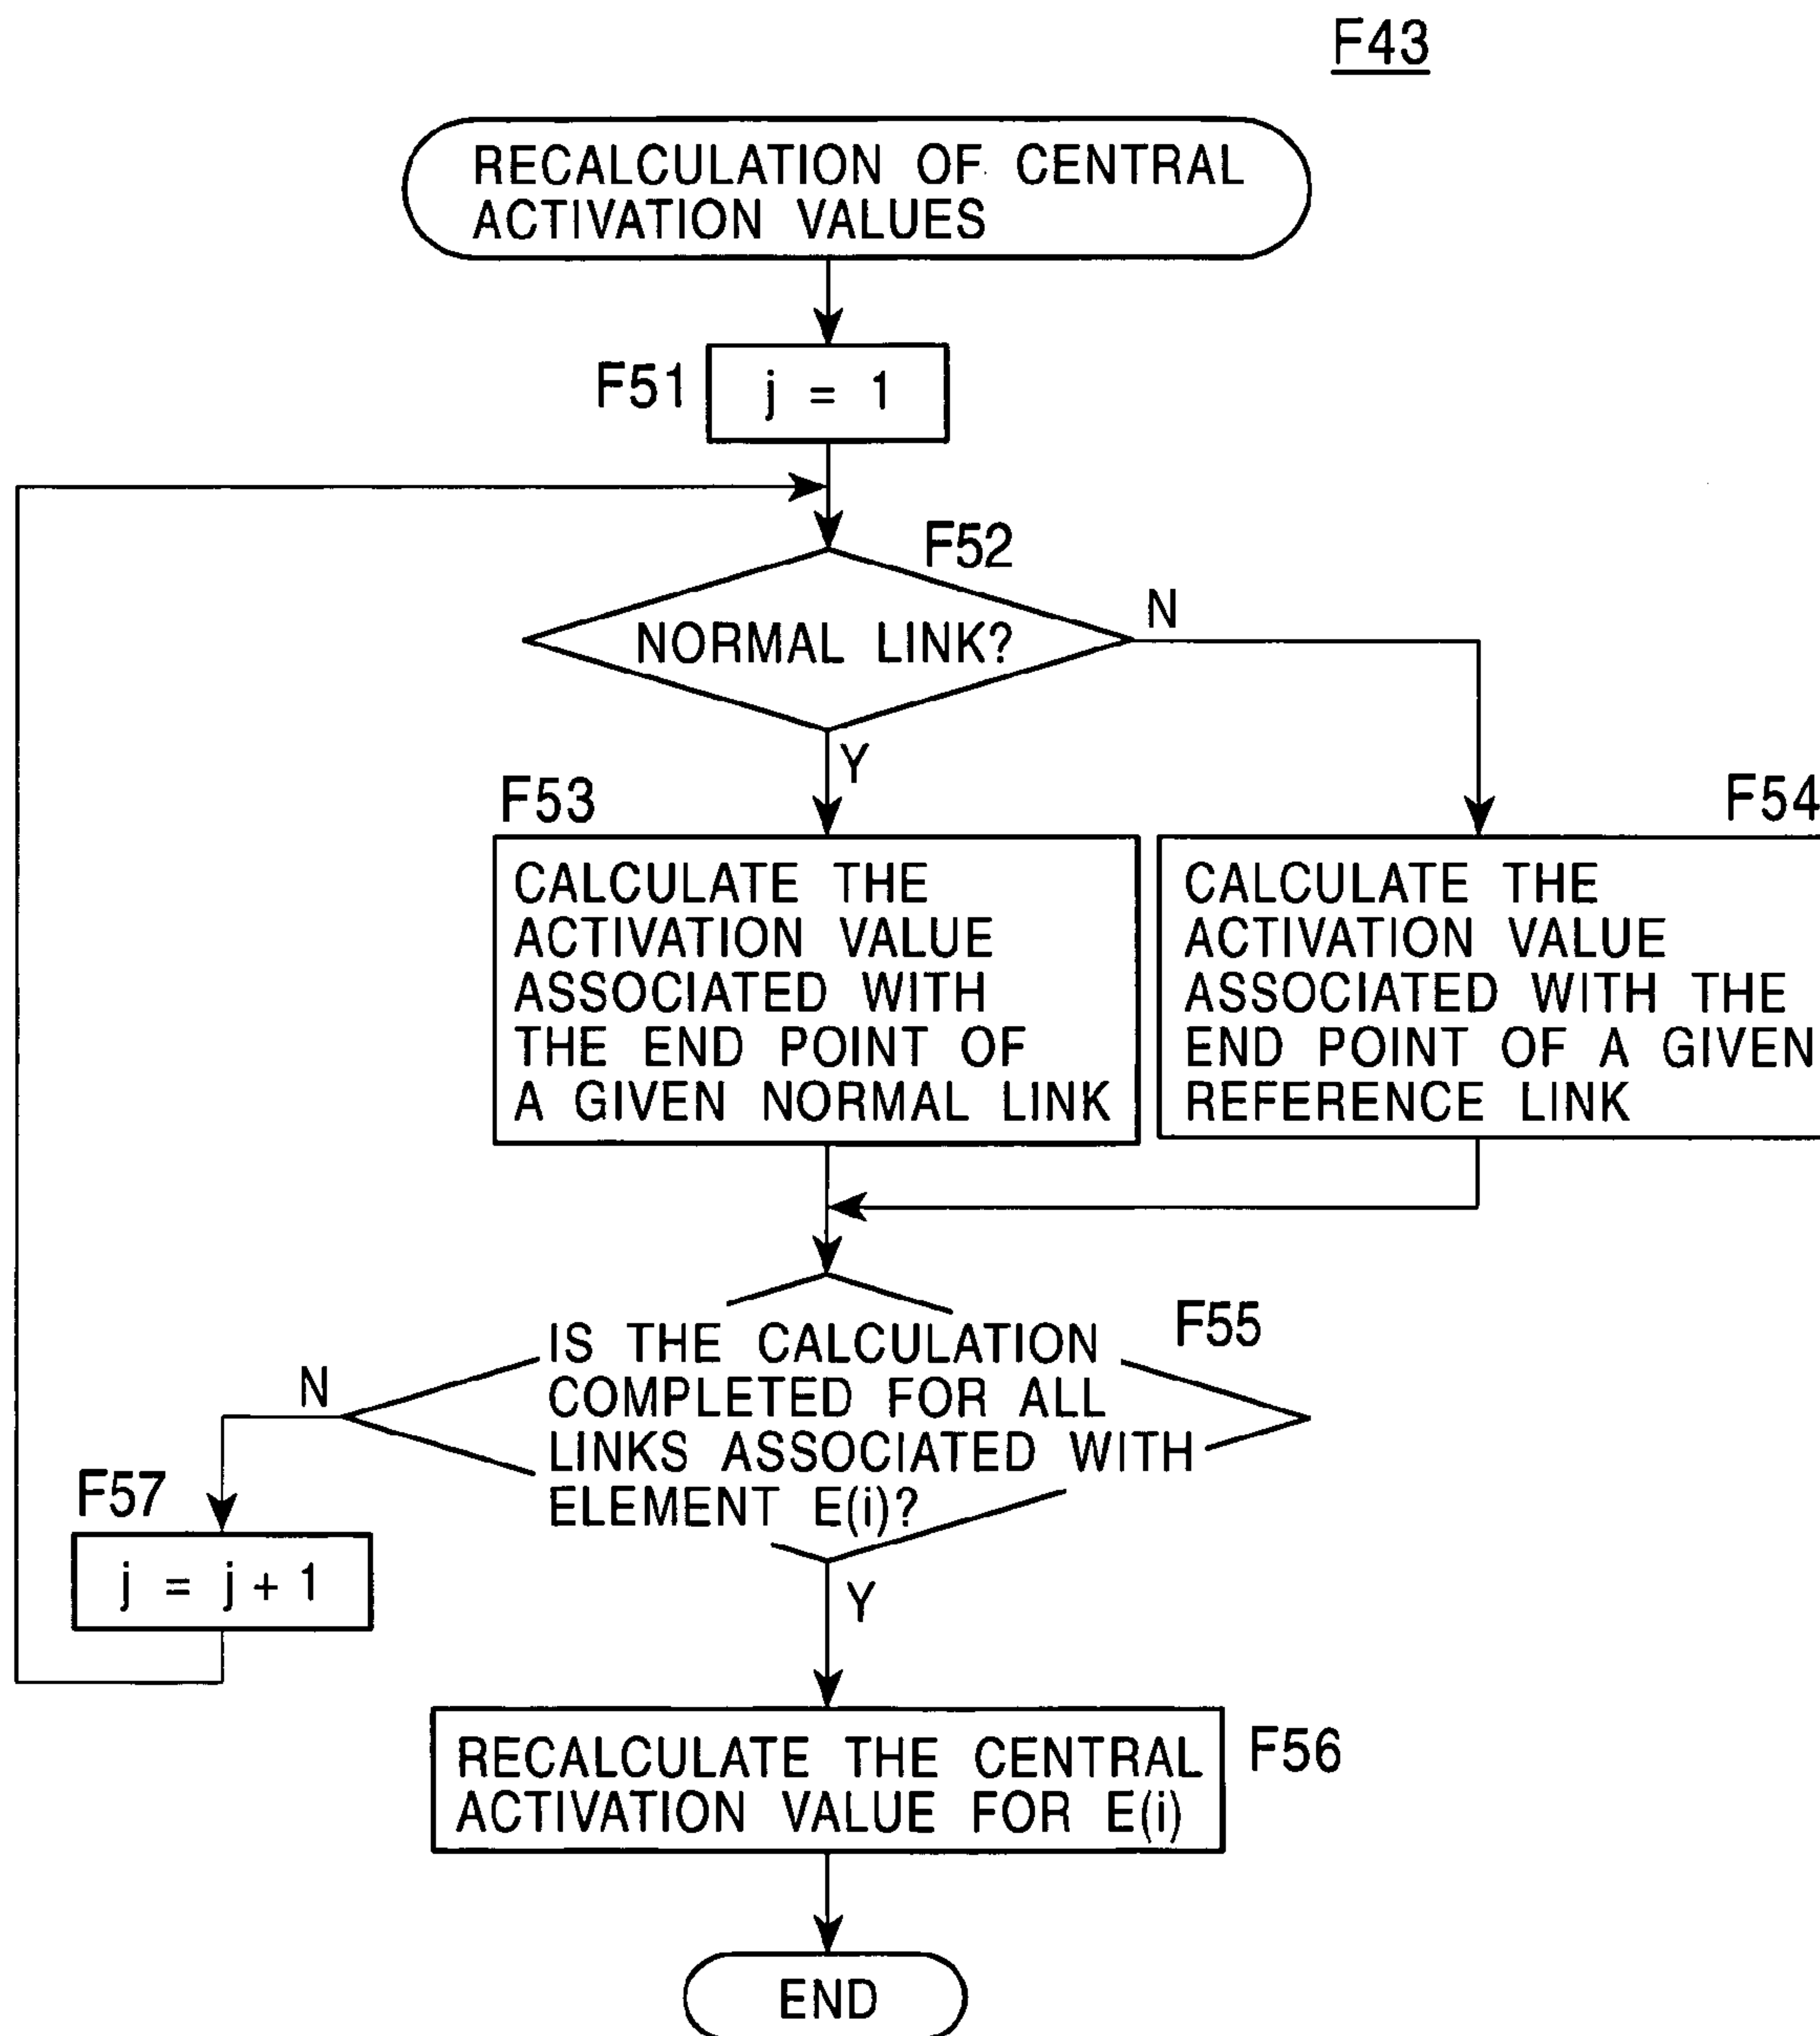 F43
RECALCULATION OF CENTRAL
ACTIVATION VALUES
F51
j = 1
F52
NORMAL LINK?
N
Y
F53
CALCULATE THE
ACTIVATION VALUE
ASSOCIATED WITH
THE END POINT OF
A GIVEN NORMAL LINK
F54
CALCULATE THE
ACTIVATION VALUE
ASSOCIATED WITH THE
END POINT OF A GIVEN
REFERENCE LINK
F55
IS THE CALCULATION
COMPLETED FOR ALL
LINKS ASSOCIATED WITH
ELEMENT E(i)?
N
F57
j = j + 1
Y
RECALCULATE THE CENTRAL
ACTIVATION VALUE FOR E(i)
F56
END